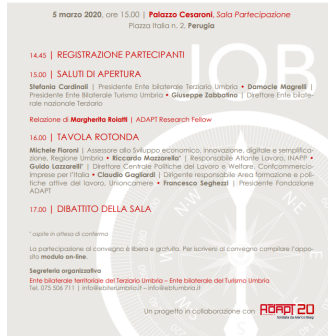 5 marzo 2020, ore 15.00 | Palazzo Cesaroni, Sala Partecipazione
Piazza Italia n. 2, Perugia
JOB
14.45 | REGISTRAZIONE PARTECIPANTI
15.00 | SALUTI DI APERTURA
Stefania Cardinali | Presidente Ente Bilaterale Terziario Umbria • Damocle Magrelli |
Presidente Ente Bilaterale Turismo Umbria • Giuseppe Zabbatino | Direttore Ente Bilate-
rale nazionale Terziario
Relazione di Margherita Roiatti | ADAPT Research Fellow
16.00 | TAVOLA ROTONDA
Michele Fioroni | Assessore allo Sviluppo economico, innovazione, digitale e semplifica-
zione, Regione Umbria • Riccardo Mazzarella* | Responsabile Atlante Lavoro, INAPP •
Guido Lazzarelli | Direzione Centrale Politiche del Lavoro e Welfare, Confcommercio-
Imprese per l'Italia • Claudio Gagliardi | Dirigente responsabile Area formazione e poli-
tiche attive del lavoro, Unioncamere • Francesco Seghezzi | Presidente Fondazione
ADAPT
17.00 | DIBATTITO DELLA SALA
* ospite in attesa di conferma
La partecipazione al convegno è libera e gratuita. Per iscriversi al convegno compilare l'appo-
sito modulo on-line.
Segreteria organizzativa
Ente bilaterale territoriale del Terziario Umbria – Ente bilaterale del Turismo Umbria
Tel. 075 506 711 |
Un progetto in collaborazione con
ADAPT 20